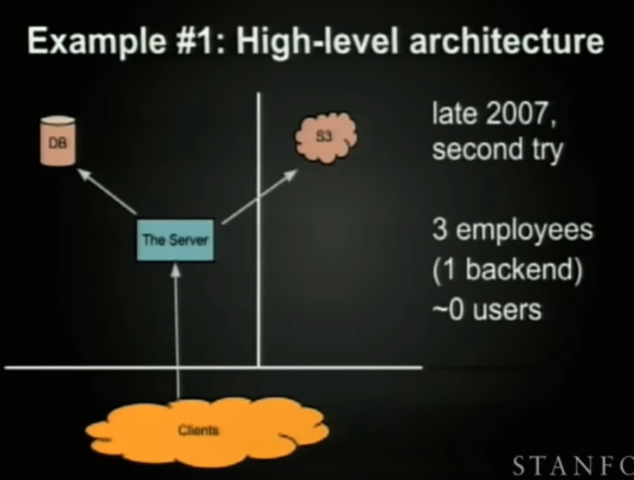 Example #1: High-level architecture
DB
S3
The Server
Clients
late 2007,
second try
3 employees
(1 backend)
~0 users
STANFO